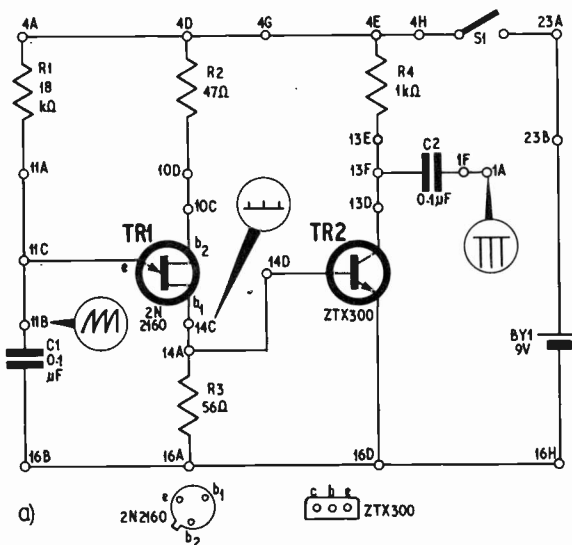 4A
4D
4G
4E
4H
S1
23A
R1
18
kΩ
R2
47Ω
R4
1kΩ
13E
C2
1F
1A
23B
11A
10D
13F
0·1µF
10C
13D
11C
TR1
b2
TR2
e
14D
b1
2N
2160
ZTX300
11B
14C
C1
0·1
µF
14A
BY1
9V
R3
56Ω
16B
16A
16D
16H
a)
e
b1
2N2160
b2
c b e
ZTX300